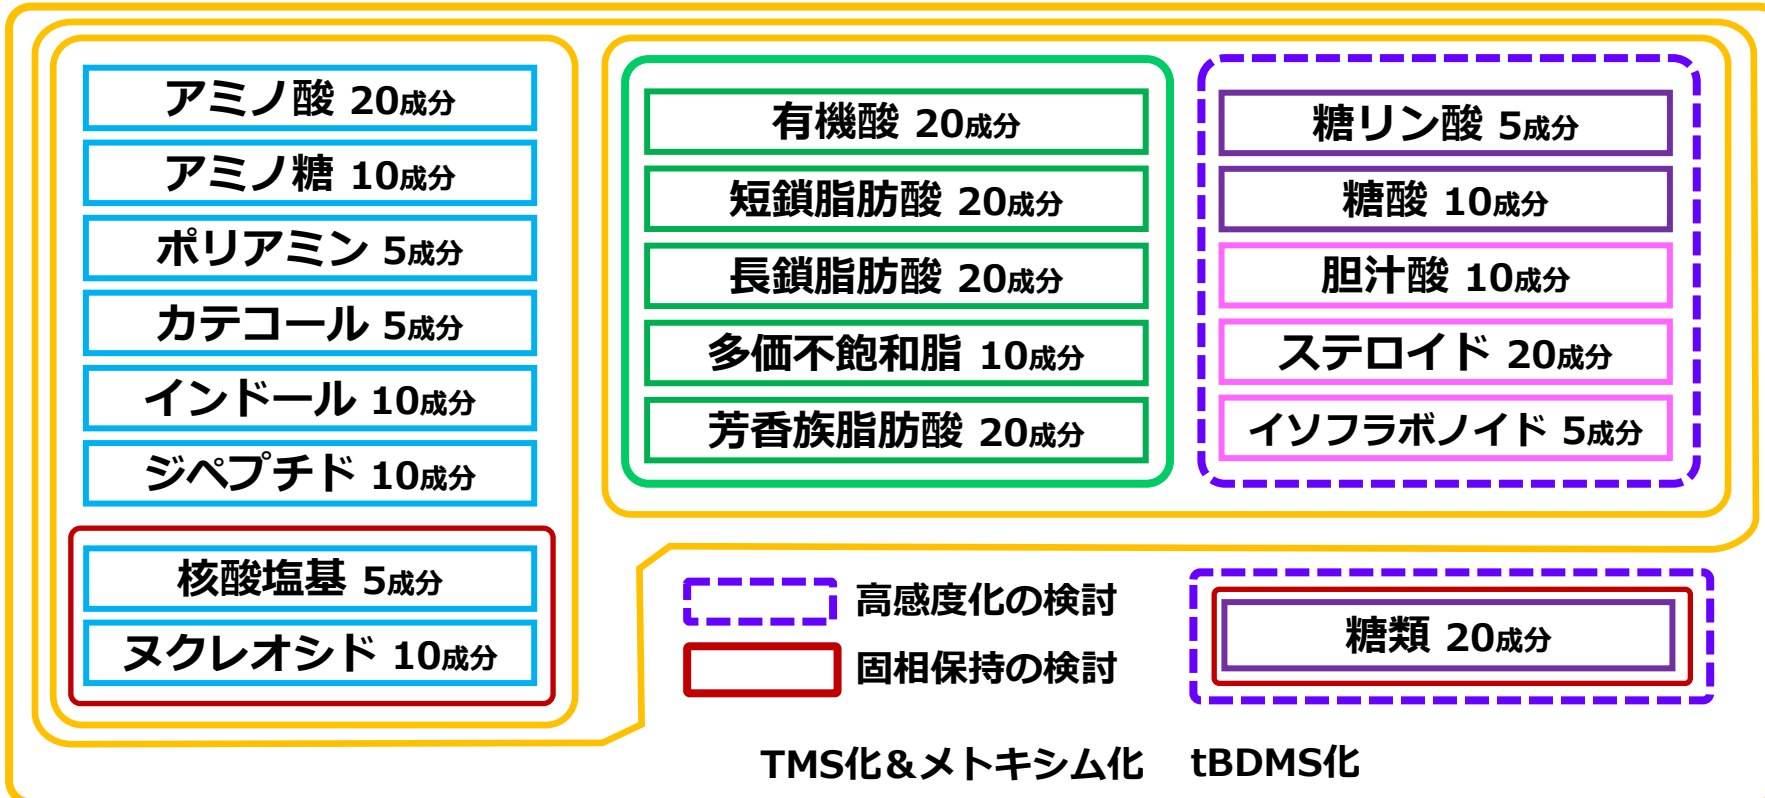 アミノ酸 20成分
アミノ糖 10成分
ポリアミン 5成分
カテコール 5成分
インドール 10成分
ジペプチド 10成分
核酸塩基 5成分
ヌクレオシド 10成分
有機酸 20成分
短鎖脂肪酸 20成分
長鎖脂肪酸 20成分
多価不飽和脂 10成分
芳香族脂肪酸 20成分
糖リン酸 5成分
糖酸 10成分
胆汁酸 10成分
ステロイド 20成分
イソフラボノイド 5成分
高感度化の検討
固相保持の検討
糖類 20成分
TMS化&メトキシム化 tBDMS化